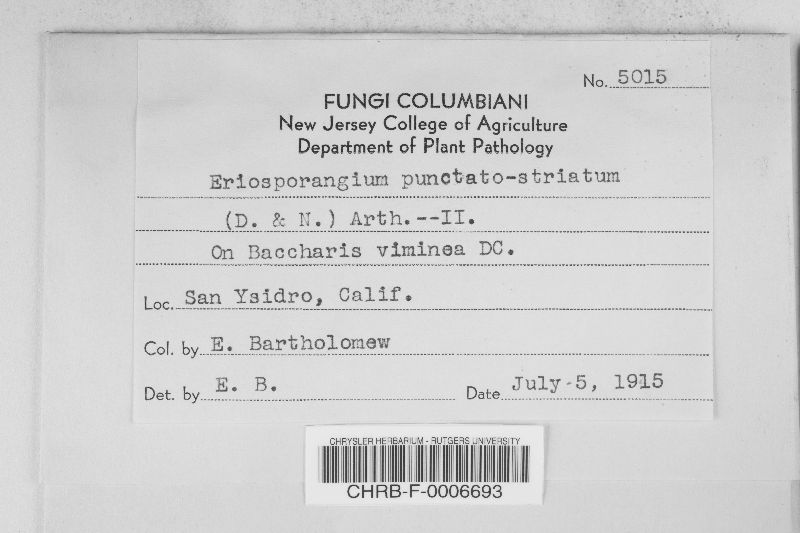 No. 5015
FUNGI COLUMBIANI
New Jersey College of Agriculture
Department of Plant Pathology
Eriosporangium punctato-striatum
(D. & N.) Arth.--II.
On Baccharis viminea DC.
Loc. San Ysidro, Calif.
Col. by E. Bartholomew
Det. by E. B. Date July 5, 1915
CHRYSLER HERBARIUM - RUTGERS UNIVERSITY
CHRB-F-0006693